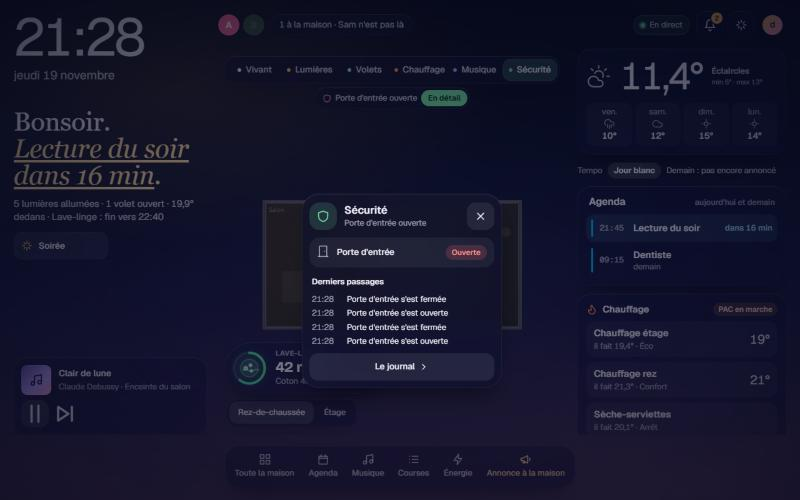 21:28
jeudi 19 novembre
Bonsoir.
Lecture du soir
dans 16 min.
5 lumières allumées · 1 volet ouvert · 19,9°
dedans · Lave-linge : fin vers 22:40
Soirée
Clair de lune
Claude Debussy · Enceinte du salon
A
1 à la maison · Sam n'est pas là
Vivant
Lumières
Volets
Chauffage
Musique
Sécurité
Porte d'entrée ouverte
En détail
Salon
Sécurité
Porte d'entrée ouverte
Porte d'entrée
Ouverte
Derniers passages
21:28 Porte d'entrée s'est fermée
21:28 Porte d'entrée s'est ouverte
21:28 Porte d'entrée s'est fermée
21:28 Porte d'entrée s'est ouverte
Le journal
Rez-de-chaussée
Étage
Toute la maison
Agenda
Musique
Courses
Énergie
Annonce à la maison
En direct
2
d
11,4°
Éclaircies
min 5° · max 13°
ven.
10°
sam.
12°
dim.
15°
lun.
14°
Tempo
Jour blanc
Demain : pas encore annoncé
Agenda
aujourd'hui et demain
21:45 Lecture du soir dans 16 min
09:15 Dentiste
demain
Chauffage
PAC en marche
Chauffage étage
il fait 19,4° · Éco
19°
Chauffage rez
il fait 21,3° · Confort
21°
Sèche-serviettes
il fait 20,1° · Arrêt